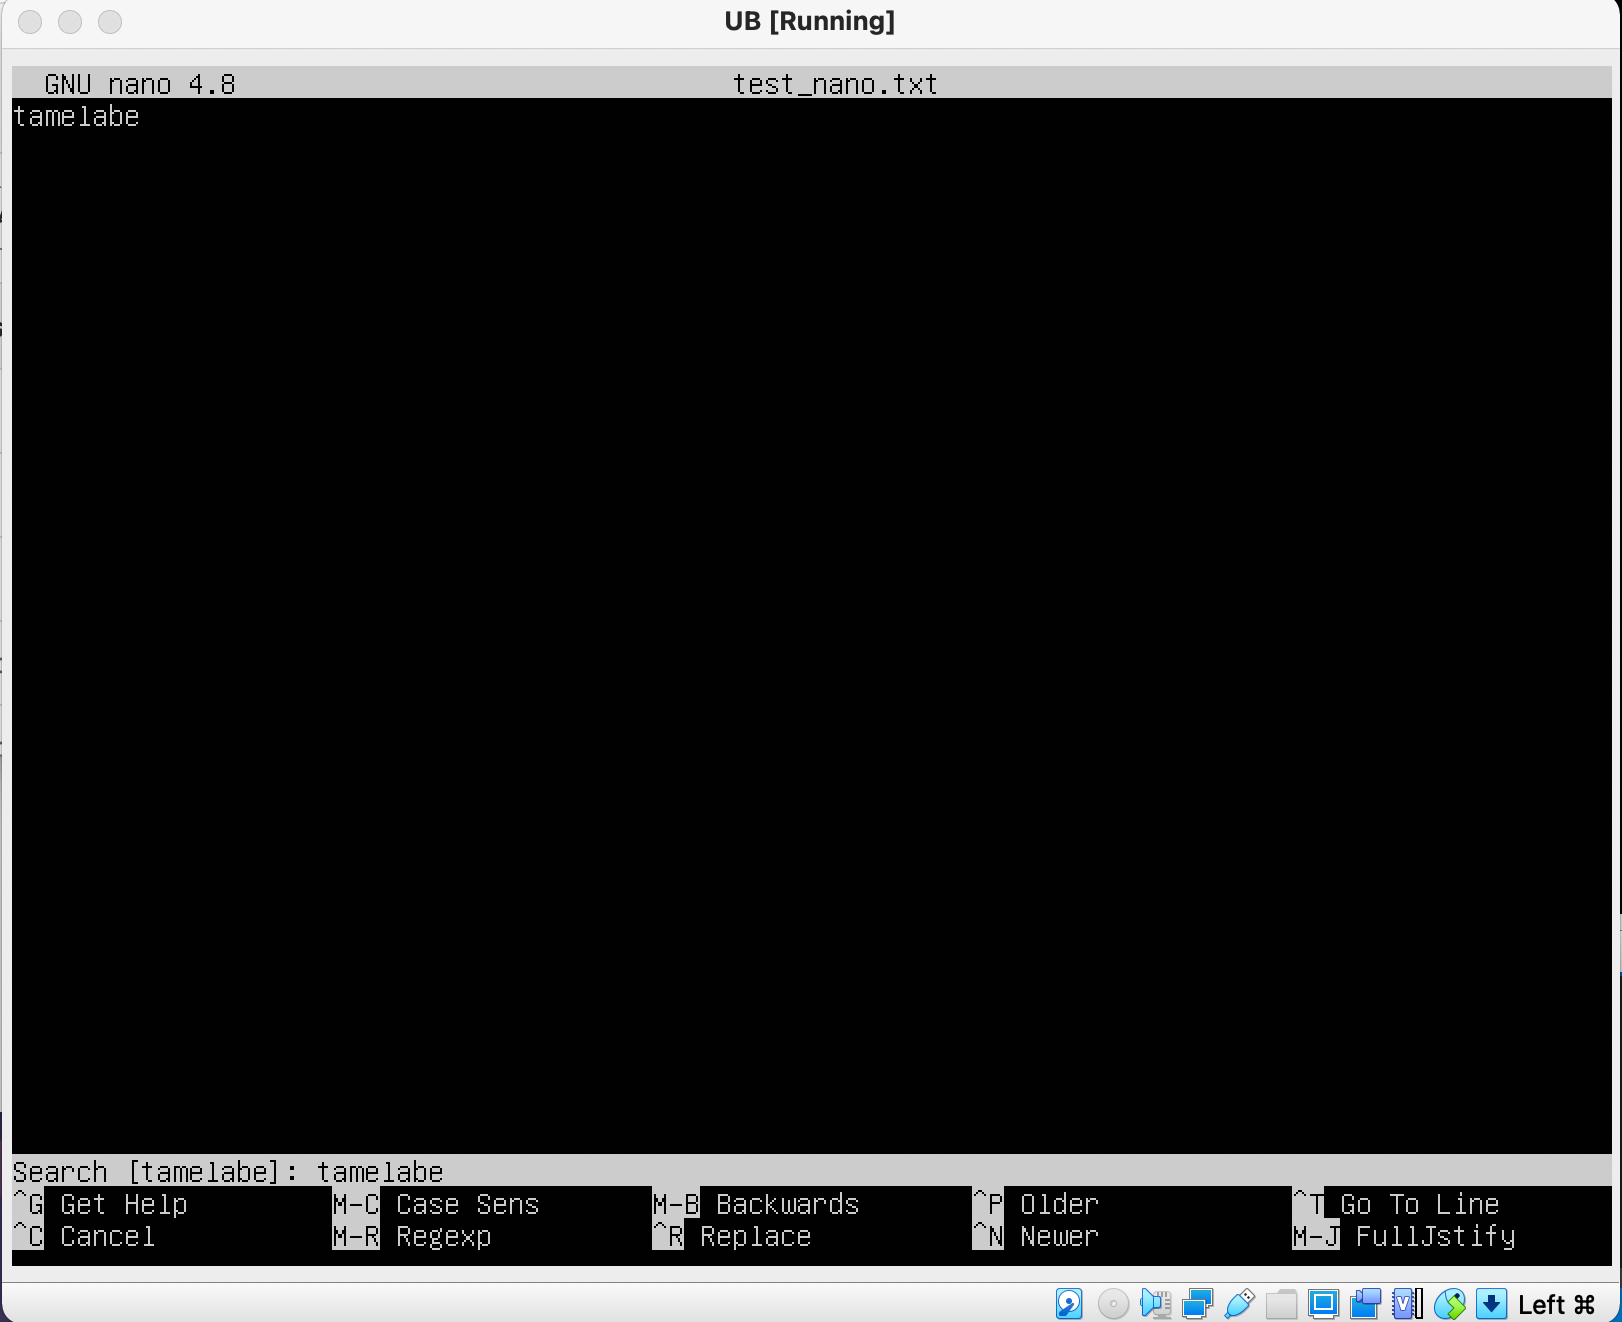 UB [Running]
GNU nano 4.8 test_nano.txt
tamelabe
Search [tamelabe]: tamelabe
^G Get Help M-C Case Sens M-B Backwards ^P Older ^T Go To Line
^C Cancel M-R Regexp ^R Replace ^N Newer M-J FullJstify
Left ⌘